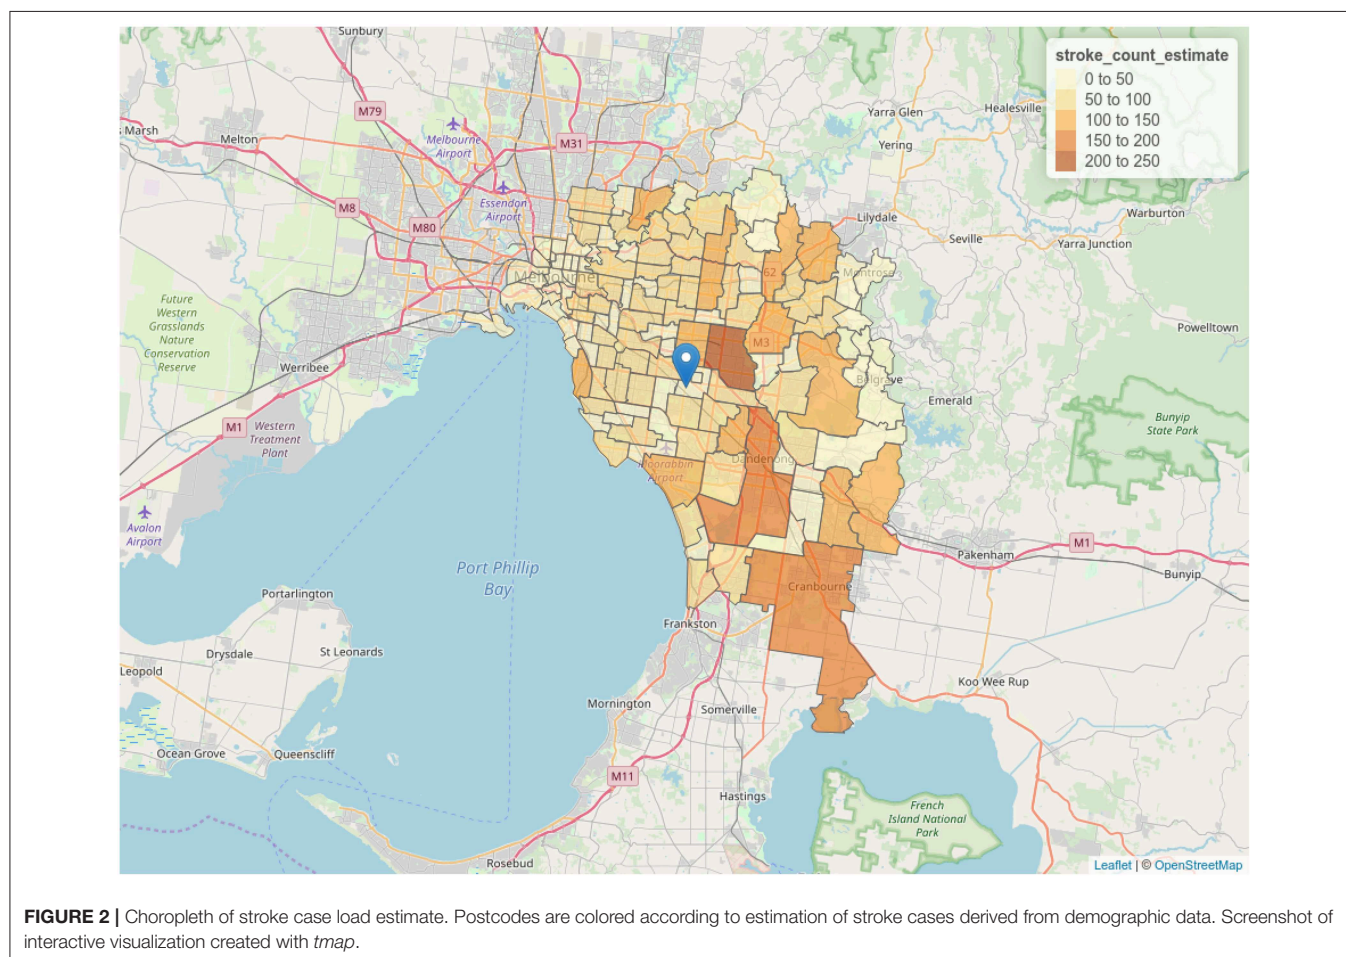 Sunbury
stroke_count_estimate
0 to 50
50 to 100
100 to 150
150 to 200
200 to 250
M79
Yarra Glen
Healesville
s Marsh
Melton
Melbourne
Airport
M31
Yering
Essendon
Airport
M8
M80
Lilydale
Warburton
Seville
Yarra Junction
Melbourne
62
Montrose
Future
Western
Grasslands
Nature
Conservation
Reserve
Powelltown
M3
Werribee
Belgrave
Emerald
M1
Western
Treatment
Plant
Bunyip
State Park
Dandenong
Moorabbin
Airport
Avalon
Airport
M1
Pakenham
Bunyip
Port Phillip
Bay
Cranbourne
Portarlington
Frankston
Drysdale
St Leonards
Leopold
Koo Wee Rup
Mornington
Somerville
Ocean Grove
Queenscliff
M11
Hastings
French
Island National
Park
Rosebud
Leaflet | © OpenStreetMap
FIGURE 2 | Choropleth of stroke case load estimate. Postcodes are colored according to estimation of stroke cases derived from demographic data. Screenshot of
interactive visualization created with tmap.